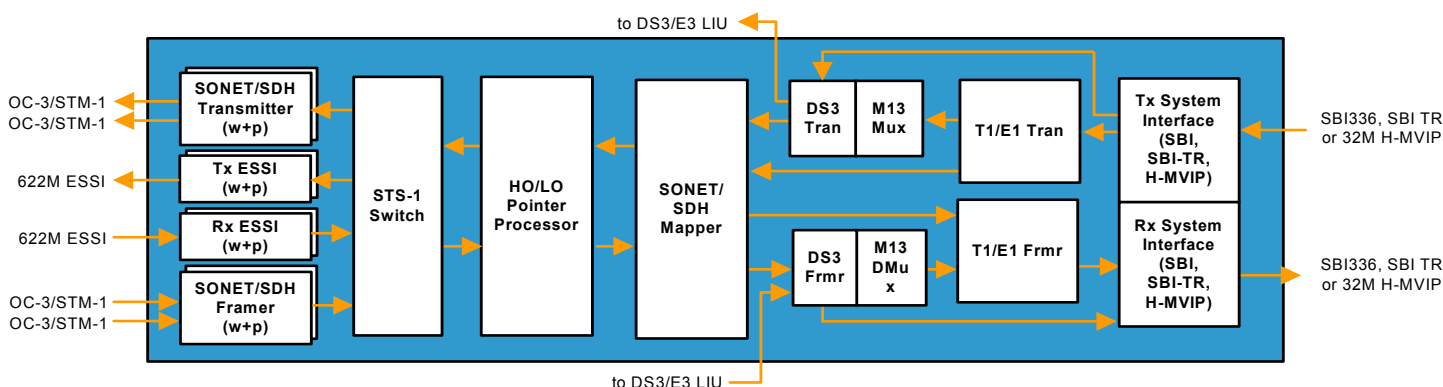 to DS3/E3 LIU
OC-3/STM-1
OC-3/STM-1
622M ESSI
622M ESSI
OC-3/STM-1
OC-3/STM-1
SONET/SDH
Transmitter
(w+p)
Tx ESSI
(w+p)
Rx ESSI
(w+p)
SONET/SDH
Framer
(w+p)
STS-1
Switch
HO/LO
Pointer
Processor
SONET/
SDH
Mapper
DS3
Tran
M13
Mux
T1/E1 Tran
DS3
Frmr
M13
DMu
x
T1/E1 Frmr
Tx System
Interface
(SBI,
SBI-TR,
H-MVIP)
Rx System
Interface
(SBI,
SBI-TR,
H-MVIP)
SBI336, SBI TR
or 32M H-MVIP
SBI336, SBI TR
or 32M H-MVIP
to DS3/E3 LIU